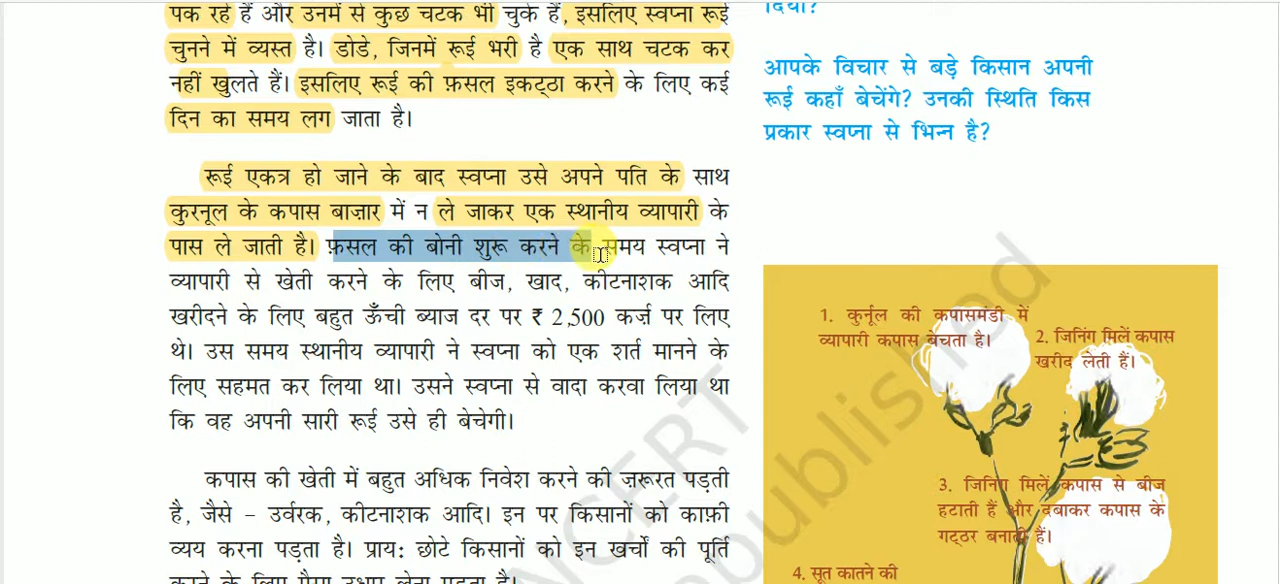 पक रहे हैं और उनमें से कुछ चटक भी चुके हैं, इसलिए स्वप्ना रूई
चुनने में व्यस्त है। डोडे, जिनमें रूई भरी है एक साथ चटक कर
नहीं खुलते हैं। इसलिए रूई की फ़सल इकट्ठा करने के लिए कई
दिन का समय लग जाता है।
रूई एकत्र हो जाने के बाद स्वप्ना उसे अपने पति के साथ
कुरनूल के कपास बाज़ार में न ले जाकर एक स्थानीय व्यापारी के
पास ले जाती है। फ़सल की बोनी शुरू करने के समय स्वप्ना ने
व्यापारी से खेती करने के लिए बीज, खाद, कीटनाशक आदि
खरीदने के लिए बहुत ऊँची ब्याज दर पर ₹ 2,500 कर्ज़ पर लिए
थे। उस समय स्थानीय व्यापारी ने स्वप्ना को एक शर्त मानने के
लिए सहमत कर लिया था। उसने स्वप्ना से वादा करवा लिया था
कि वह अपनी सारी रूई उसे ही बेचेगी।
कपास की खेती में बहुत अधिक निवेश करने की ज़रूरत पड़ती
है, जैसे – उर्वरक, कीटनाशक आदि। इन पर किसानों को काफ़ी
व्यय करना पड़ता है। प्राय: छोटे किसानों को इन खर्चों की पूर्ति
करने के लिए पैसा उधार लेना पड़ता है।
दिया?
आपके विचार से बड़े किसान अपनी
रूई कहाँ बेचेंगे? उनकी स्थिति किस
प्रकार स्वप्ना से भिन्न है?
1. कुर्नूल की कपासमंडी में
व्यापारी कपास बेचता है।
2. जिनिंग मिलें कपास
खरीद लेती हैं।
3. जिनिंग मिलें कपास से बीज
हटाती हैं और दबाकर कपास के
गट्ठर बनाती हैं।
4. सूत कातने की
NCERT
published